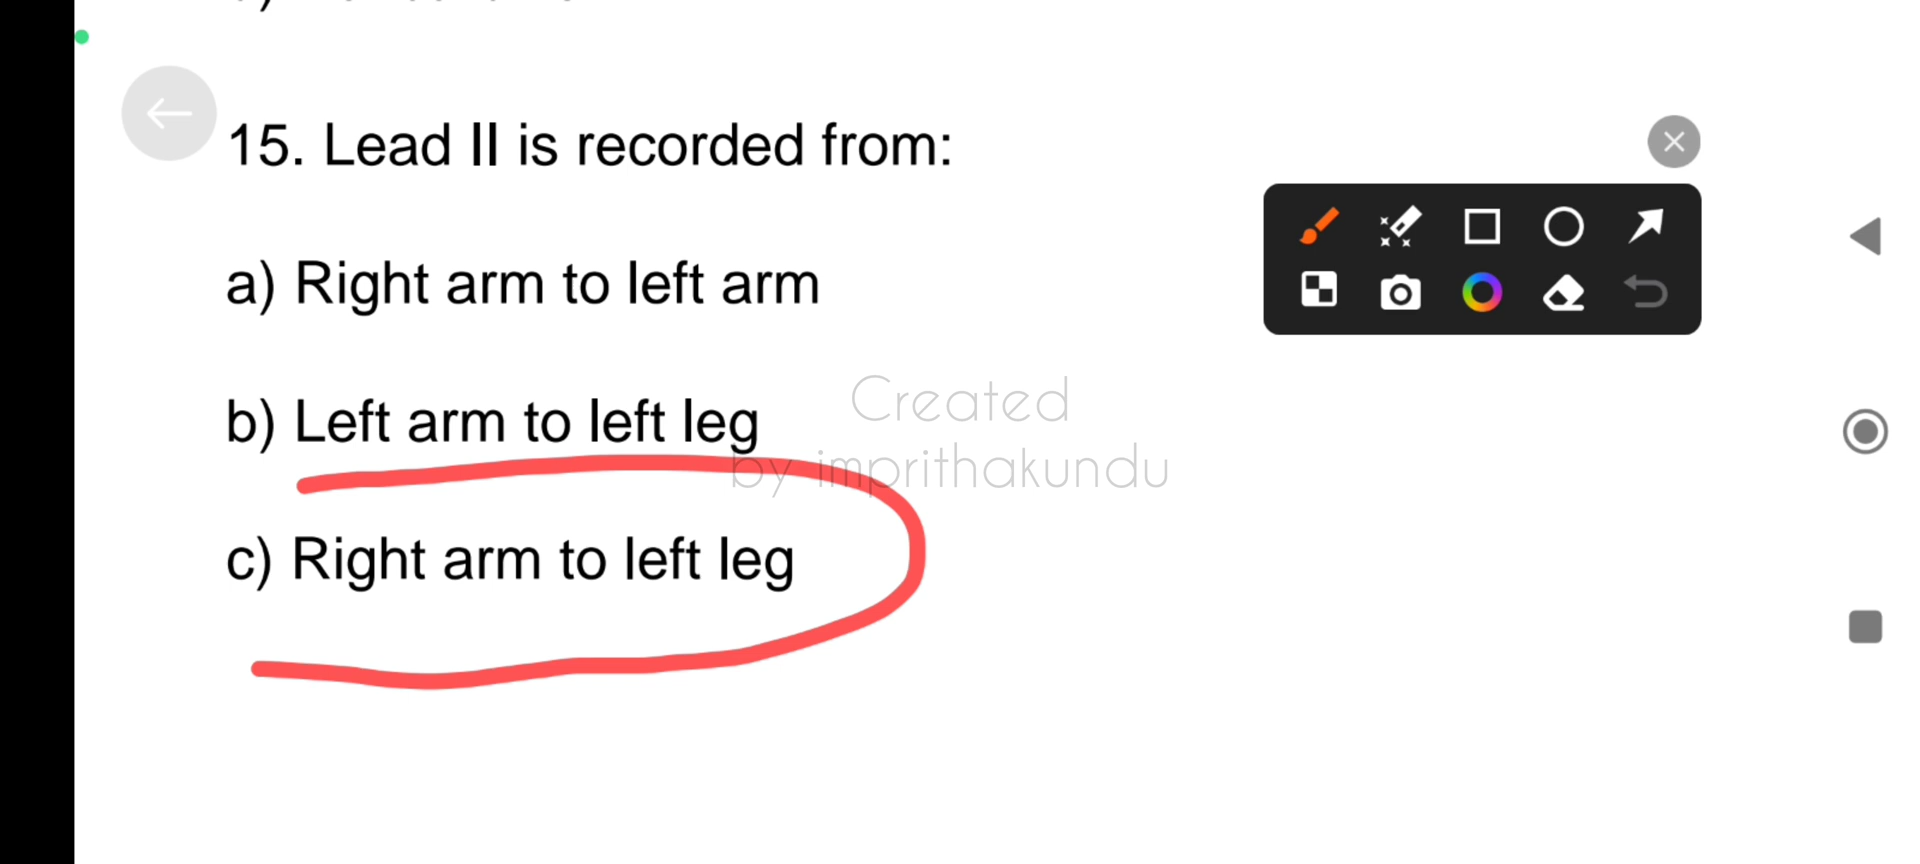 15. Lead II is recorded from:
a) Right arm to left arm
b) Left arm to left leg
Created
by imprithakundu
c) Right arm to left leg